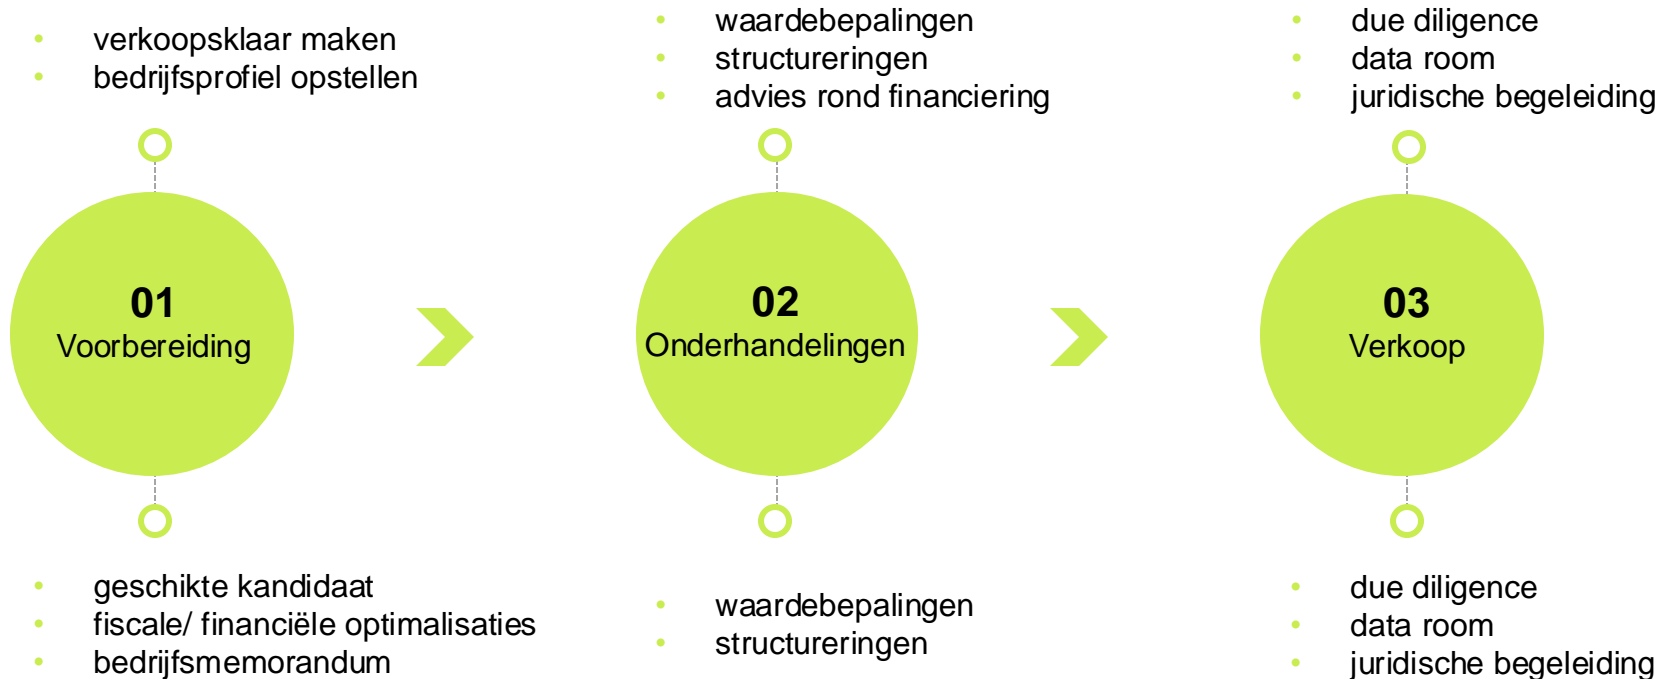 verkoopsklaar maken
bedrijfsprofiel opstellen
waardebepalingen
structureringen
advies rond financiering
due diligence
data room
juridische begeleiding
01
Voorbereiding
02
Onderhandelingen
03
Verkoop
geschikte kandidaat
fiscale/ financiële optimalisaties
bedrijfsmemorandum
waardebepalingen
structureringen
due diligence
data room
juridische begeleiding